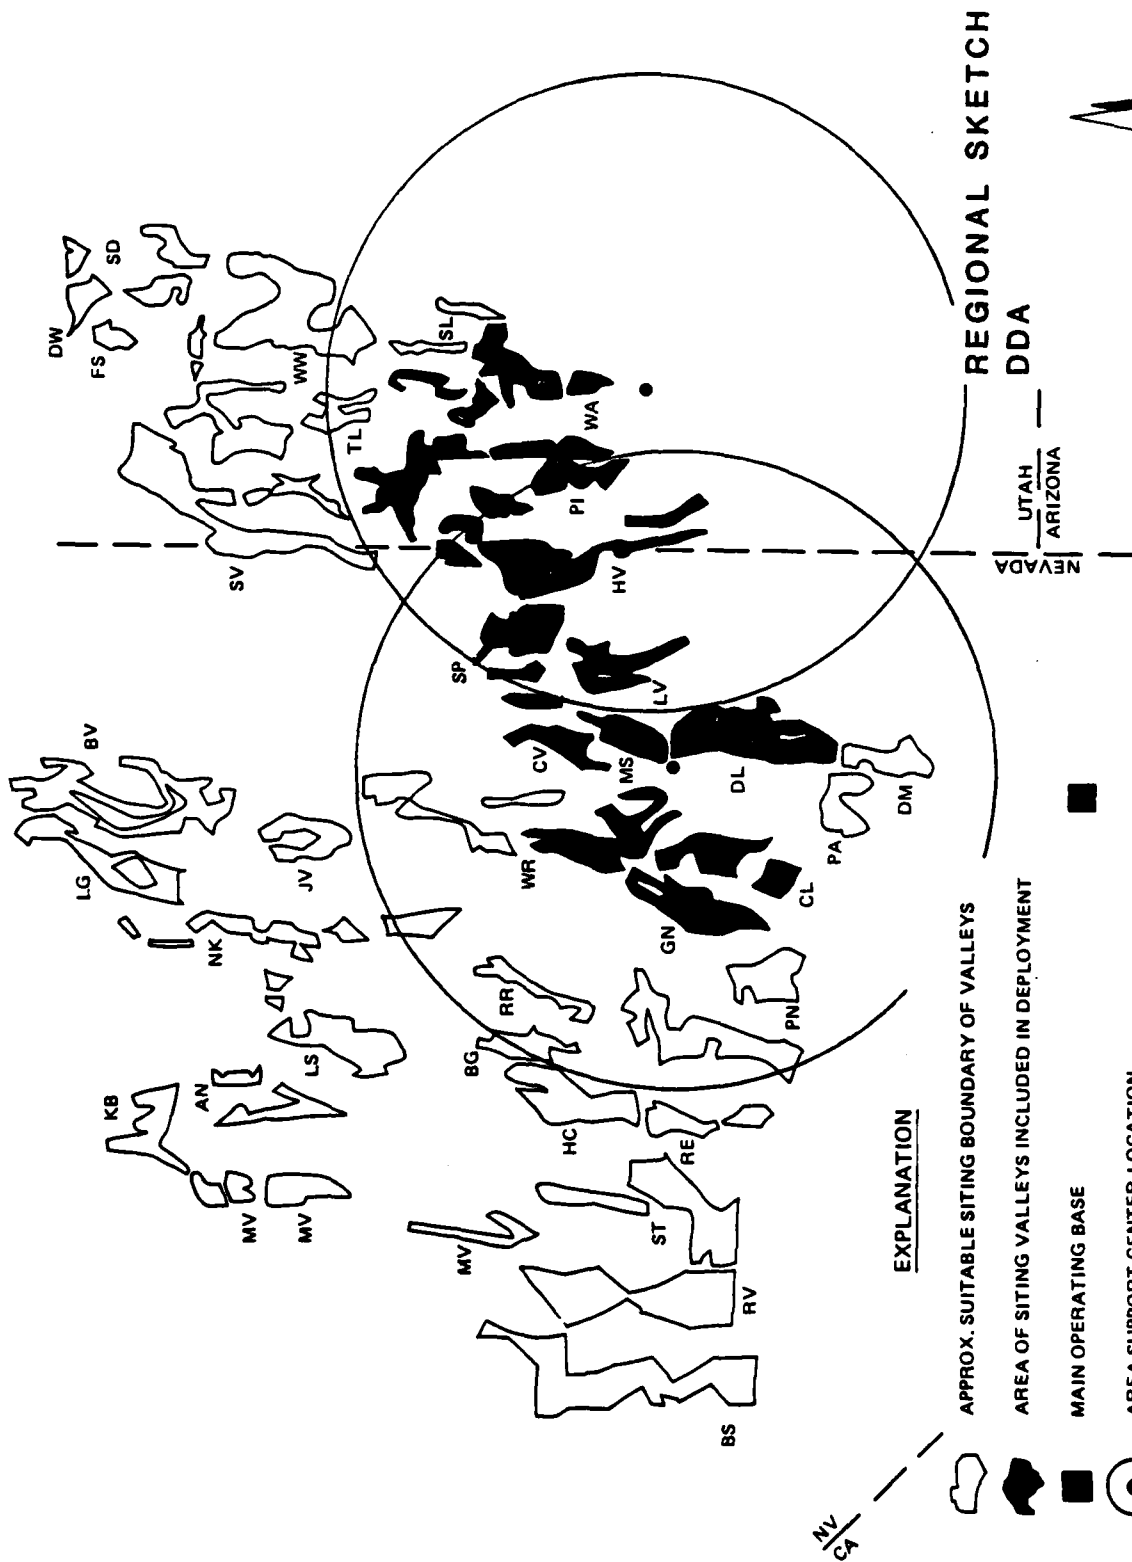 DW
LG
BV
FS
KB
SD
AN
NK
SV
MV
WW
MV
JV
LS
TL
SL
SP
MV
BG
RR
WR
CV
HC
PI
WA
HV
MS
ST
LV
GN
RE
BS
DL
RV
PN
CL
PA
DM
NV
CA
NEVADA
UTAH
ARIZONA
EXPLANATION
APPROX. SUITABLE SITING BOUNDARY OF VALLEYS
AREA OF SITING VALLEYS INCLUDED IN DEPLOYMENT
MAIN OPERATING BASE
AREA SUPPORT CENTER LOCATION
REGIONAL SKETCH
DDA